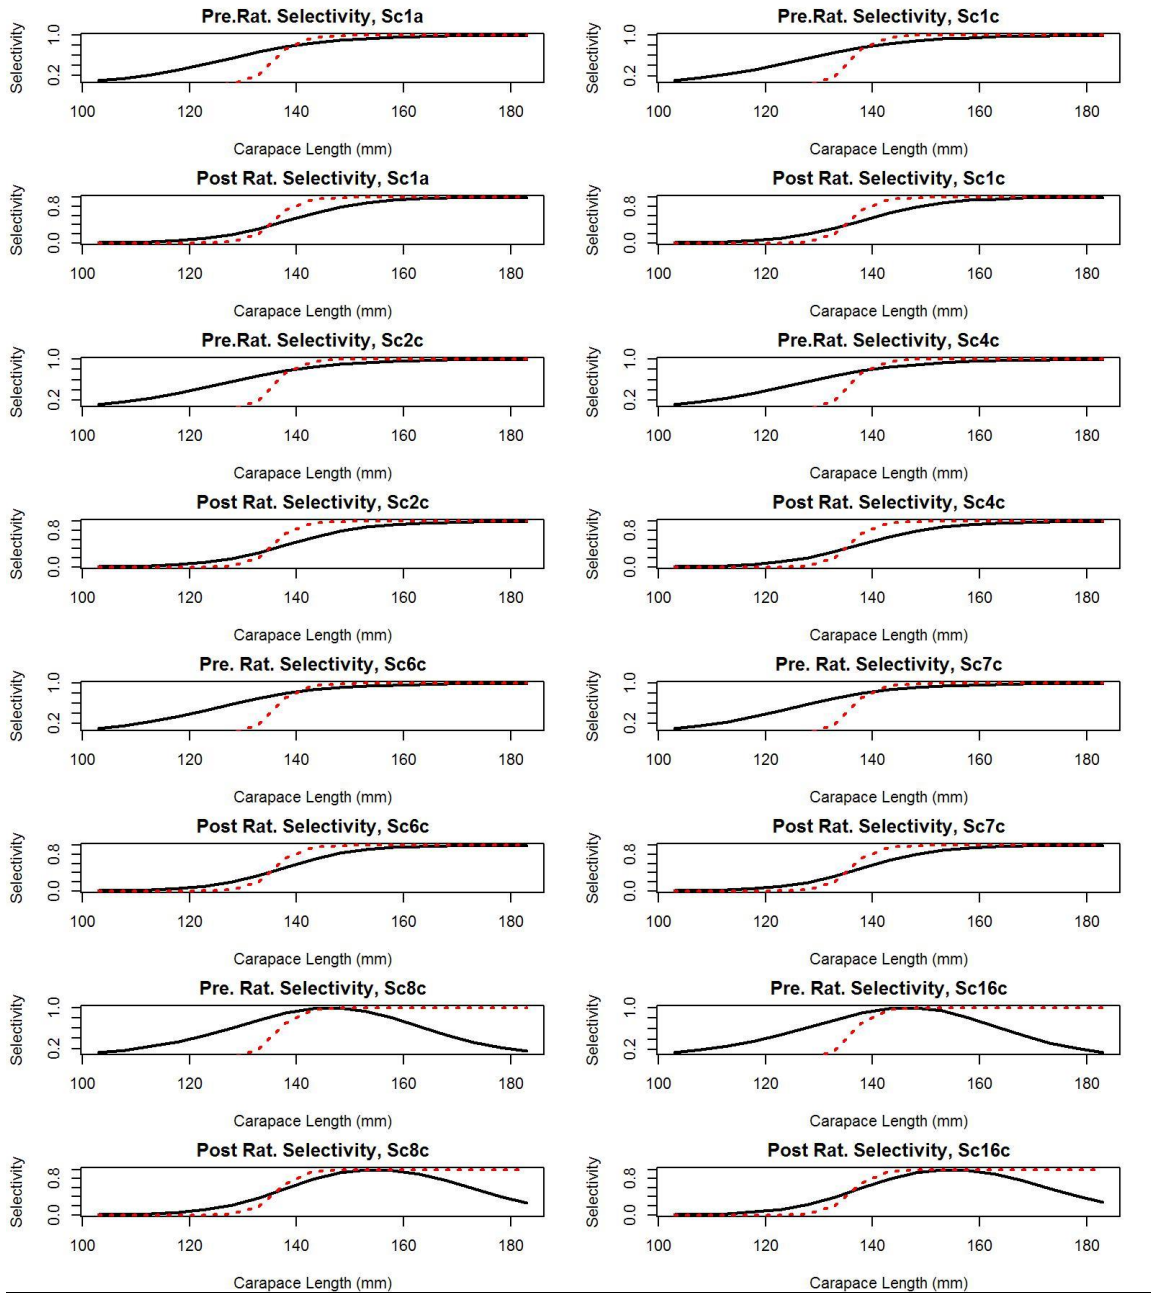 Pre.Rat. Selectivity, Sc1a
Selectivity
0.2 1.0
100 120 140 160 180
Carapace Length (mm)
Pre.Rat. Selectivity, Sc1c
Selectivity
0.2 1.0
100 120 140 160 180
Carapace Length (mm)
Post Rat. Selectivity, Sc1a
Selectivity
0.0 0.8
100 120 140 160 180
Carapace Length (mm)
Post Rat. Selectivity, Sc1c
Selectivity
0.0 0.8
100 120 140 160 180
Carapace Length (mm)
Pre.Rat. Selectivity, Sc2c
Selectivity
0.2 1.0
100 120 140 160 180
Carapace Length (mm)
Pre.Rat. Selectivity, Sc4c
Selectivity
0.2 1.0
100 120 140 160 180
Carapace Length (mm)
Post Rat. Selectivity, Sc2c
Selectivity
0.0 0.8
100 120 140 160 180
Carapace Length (mm)
Post Rat. Selectivity, Sc4c
Selectivity
0.0 0.8
100 120 140 160 180
Carapace Length (mm)
Pre. Rat. Selectivity, Sc6c
Selectivity
0.2 1.0
100 120 140 160 180
Carapace Length (mm)
Pre. Rat. Selectivity, Sc7c
Selectivity
0.2 1.0
100 120 140 160 180
Carapace Length (mm)
Post Rat. Selectivity, Sc6c
Selectivity
0.0 0.8
100 120 140 160 180
Carapace Length (mm)
Post Rat. Selectivity, Sc7c
Selectivity
0.0 0.8
100 120 140 160 180
Carapace Length (mm)
Pre. Rat. Selectivity, Sc8c
Selectivity
0.2 1.0
100 120 140 160 180
Carapace Length (mm)
Pre. Rat. Selectivity, Sc16c
Selectivity
0.2 1.0
100 120 140 160 180
Carapace Length (mm)
Post Rat. Selectivity, Sc8c
Selectivity
0.0 0.8
100 120 140 160 180
Carapace Length (mm)
Post Rat. Selectivity, Sc16c
Selectivity
0.0 0.8
100 120 140 160 180
Carapace Length (mm)